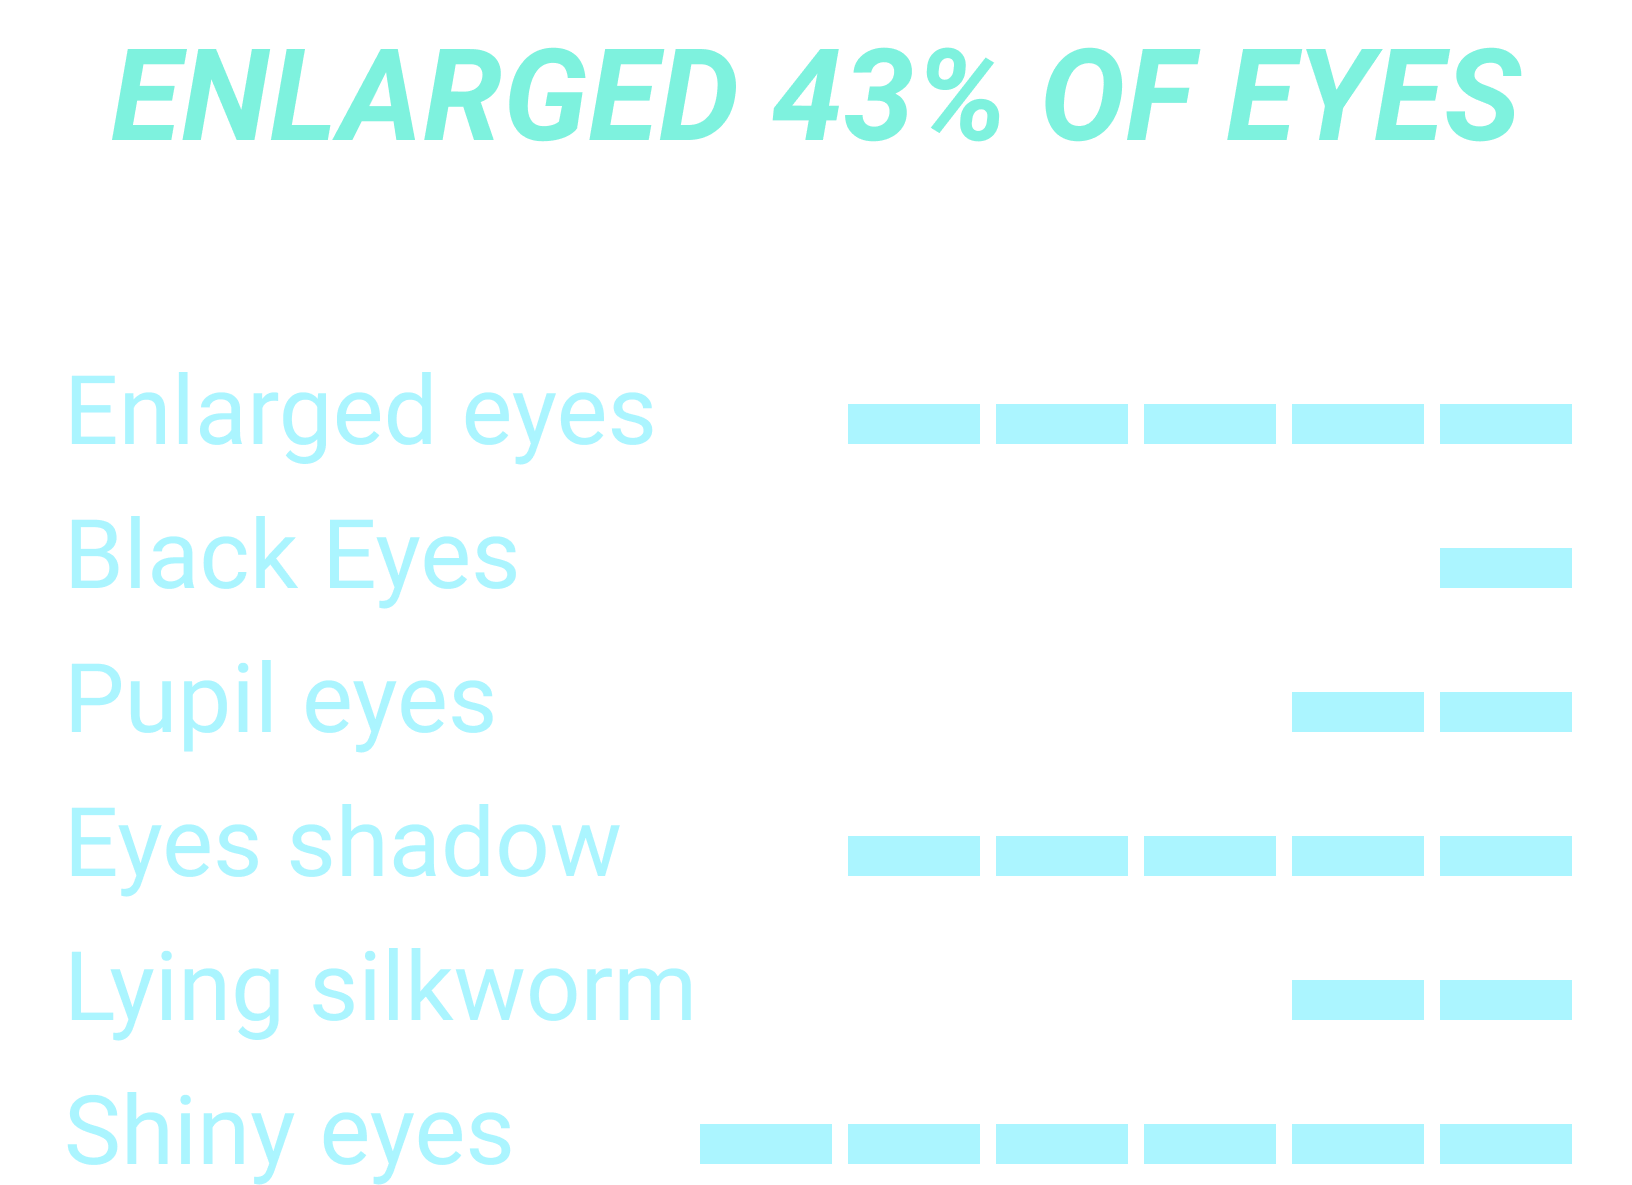 ENLARGED 43% OF EYES
Enlarged eyes
Black Eyes
Pupil eyes
Eyes shadow
Lying silkworm
Shiny eyes